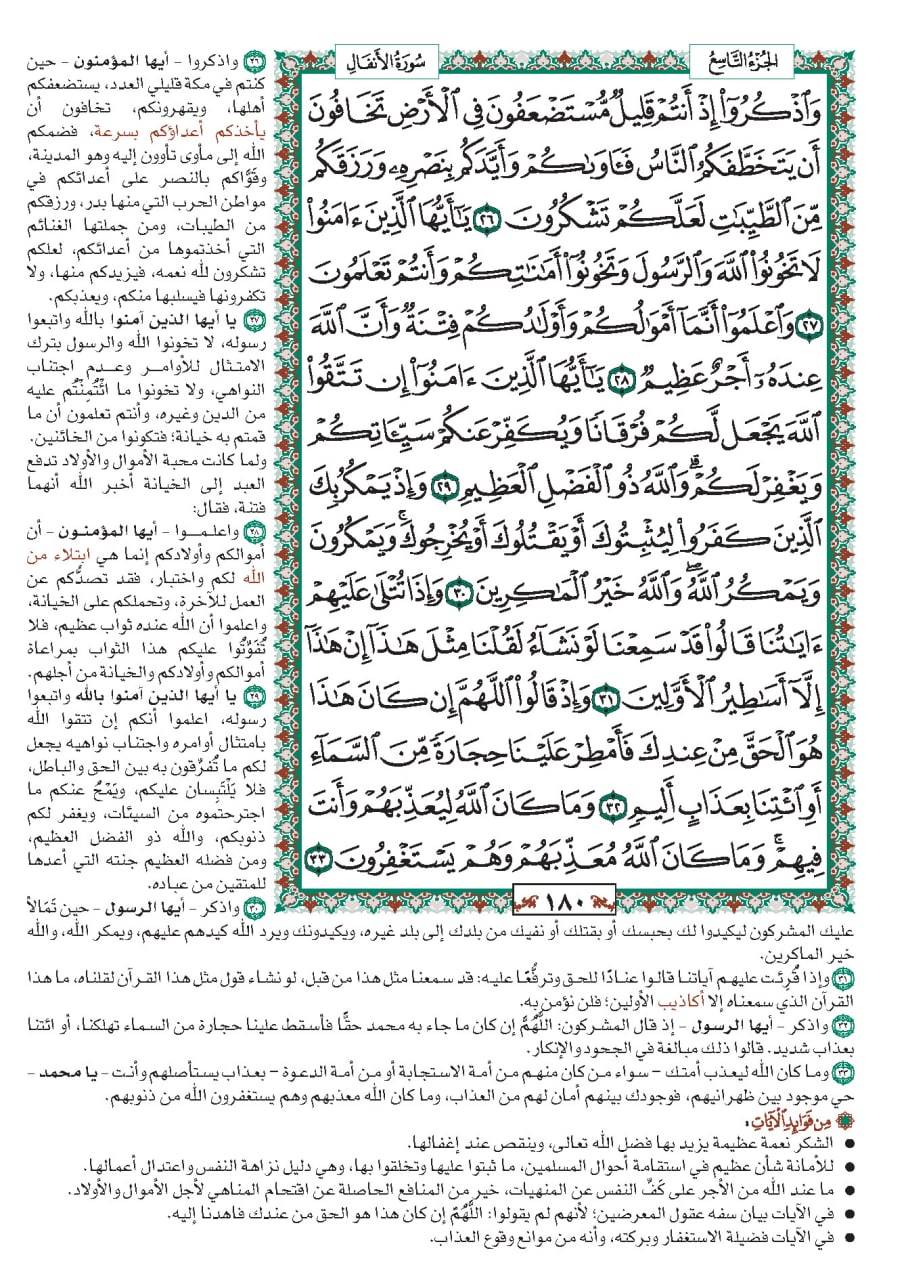 الجُزْءُ التَّاسِعُ
سُورَةُ الأَنفَالِ
وَٱذۡكُرُوٓاْ إِذۡ أَنتُمۡ قَلِيلٞ مُّسۡتَضۡعَفُونَ فِي ٱلۡأَرۡضِ تَخَافُونَ
أَن يَتَخَطَّفَكُمُ ٱلنَّاسُ فَـَٔاوَىٰكُمۡ وَأَيَّدَكُم بِنَصۡرِهِۦ وَرَزَقَكُم
مِّنَ ٱلطَّيِّبَٰتِ لَعَلَّكُمۡ تَشۡكُرُونَ ٢٦ يَٰٓأَيُّهَا ٱلَّذِينَ ءَامَنُواْ
لَا تَخُونُواْ ٱللَّهَ وَٱلرَّسُولَ وَتَخُونُوٓاْ أَمَٰنَٰتِكُمۡ وَأَنتُمۡ تَعۡلَمُونَ
٢٧ وَٱعۡلَمُوٓاْ أَنَّمَآ أَمۡوَٰلُكُمۡ وَأَوۡلَٰدُكُمۡ فِتۡنَةٞ وَأَنَّ ٱللَّهَ
عِندَهُۥٓ أَجۡرٌ عَظِيمٞ ٢٨ يَٰٓأَيُّهَا ٱلَّذِينَ ءَامَنُوٓاْ إِن تَتَّقُواْ
ٱللَّهَ يَجۡعَل لَّكُمۡ فُرۡقَانٗا وَيُكَفِّرۡ عَنكُمۡ سَيِّـَٔاتِكُمۡ
وَيَغۡفِرۡ لَكُمۡۗ وَٱللَّهُ ذُو ٱلۡفَضۡلِ ٱلۡعَظِيمِ ٢٩ وَإِذۡ يَمۡكُرُ بِكَ
ٱلَّذِينَ كَفَرُواْ لِيُثۡبِتُوكَ أَوۡ يَقۡتُلُوكَ أَوۡ يُخۡرِجُوكَۚ وَيَمۡكُرُونَ
وَيَمۡكُرُ ٱللَّهُۖ وَٱللَّهُ خَيۡرُ ٱلۡمَٰكِرِينَ ٣٠ وَإِذَا تُتۡلَىٰ عَلَيۡهِمۡ
ءَايَٰتُنَا قَالُواْ قَدۡ سَمِعۡنَا لَوۡ نَشَآءُ لَقُلۡنَا مِثۡلَ هَٰذَآ إِنۡ هَٰذَآ
إِلَّآ أَسَٰطِيرُ ٱلۡأَوَّلِينَ ٣١ وَإِذۡ قَالُواْ ٱللَّهُمَّ إِن كَانَ هَٰذَا
هُوَ ٱلۡحَقَّ مِنۡ عِندِكَ فَأَمۡطِرۡ عَلَيۡنَا حِجَارَةٗ مِّنَ ٱلسَّمَآءِ
أَوِ ٱئۡتِنَا بِعَذَابٍ أَلِيمٖ ٣٢ وَمَا كَانَ ٱللَّهُ لِيُعَذِّبَهُمۡ وَأَنتَ
فِيهِمۡۚ وَمَا كَانَ ٱللَّهُ مُعَذِّبَهُمۡ وَهُمۡ يَسۡتَغۡفِرُونَ ٣٣
١٨٠
٢٦ واذكروا – أيها المؤمنون – حين
كنتم في مكة قليلي العدد، يستضعفكم
أهلها، ويقهرونكم، تخافون أن
يأخذكم أعداؤكم بسرعة، فضمكم
الله إلى مأوى تأوون إليه وهو المدينة،
وقوَّاكم بالنصر على أعدائكم في
مواطن الحرب التي منها بدر، ورزقكم
من الطيبات، ومن جملتها الغنائم
التي أخذتموها من أعدائكم، لعلكم
تشكرون لله نعمه، فيزيدكم منها، ولا
تكفرونها فيسلبها منكم، ويعذبكم.
٢٧ يا أيها الذين آمنوا بالله واتبعوا
رسوله، لا تخونوا الله والرسول بترك
الامتثال للأوامر وعدم اجتناب
النواهي، ولا تخونوا ما ائْتُمِنْتُم عليه
من الدين وغيره، وأنتم تعلمون أن ما
قمتم به خيانة؛ فتكونوا من الخائنين.
ولما كانت محبة الأموال والأولاد تدفع
العبد إلى الخيانة أخبر الله أنهما
فتنة، فقال:
٢٨ واعلموا – أيها المؤمنون – أن
أموالكم وأولادكم إنما هي ابتلاء من
الله لكم واختبار، فقد تصدُّكم عن
العمل للآخرة، وتحملكم على الخيانة،
واعلموا أن الله عنده ثواب عظيم، فلا
تُفَوِّتُوا عليكم هذا الثواب بمراعاة
أموالكم وأولادكم والخيانة من أجلهم.
٢٩ يا أيها الذين آمنوا بالله واتبعوا
رسوله، اعلموا أنكم إن تتقوا الله
بامتثال أوامره واجتناب نواهيه يجعل
لكم ما تُفرِّقون به بين الحق والباطل،
فلا يَلْتَبِسان عليكم، ويَمْحُ عنكم ما
اجترحتموه من السيئات، ويغفر لكم
ذنوبكم، والله ذو الفضل العظيم،
ومن فضله العظيم جنته التي أعدها
للمتقين من عباده.
٣٠ واذكر – أيها الرسول – حين تَمَالأ
عليك المشركون ليكيدوا لك بحبسك أو بقتلك أو نفيك من بلدك إلى بلد غيره، ويكيدونك ويرد الله كيدهم عليهم، ويمكر الله، والله
خير الماكرين.
٣١ وإذا قُرِئت عليهم آياتنا قالوا عنادًا للحق وترفُّعًا عليه: قد سمعنا مثل هذا من قبل، لو نشاء قول مثل هذا القرآن لقلناه، ما هذا
القرآن الذي سمعناه إلا أكاذيب الأولين؛ فلن نؤمن به.
٣٢ واذكر – أيها الرسول – إذ قال المشركون: اللَّهُمَّ إن كان ما جاء به محمد حقًّا فأسقط علينا حجارة من السماء تهلكنا، أو ائتنا
بعذاب شديد. قالوا ذلك مبالغة في الجحود والإنكار.
٣٣ وما كان الله ليعذب أمتك – سواء من كان منهم من أمة الاستجابة أو من أمة الدعوة – بعذاب يستأصلهم وأنت – يا محمد –
حي موجود بين ظهرانيهم، فوجودك بينهم أمان لهم من العذاب، وما كان الله معذبهم وهم يستغفرون الله من ذنوبهم.
مِن فَوَائِدِ الآيَاتِ:
• الشكر نعمة عظيمة يزيد بها فضل الله تعالى، وينقص عند إغفالها.
• للأمانة شأن عظيم في استقامة أحوال المسلمين، ما ثبتوا عليها وتخلقوا بها، وهي دليل نزاهة النفس واعتدال أعمالها.
• ما عند الله من الأجر على كَفِّ النفس عن المنهيات، خير من المنافع الحاصلة عن اقتحام المناهي لأجل الأموال والأولاد.
• في الآيات بيان سفه عقول المعرضين؛ لأنهم لم يقولوا: اللَّهُمَّ إن كان هذا هو الحق من عندك فاهدنا إليه.
• في الآيات فضيلة الاستغفار وبركته، وأنه من موانع وقوع العذاب.